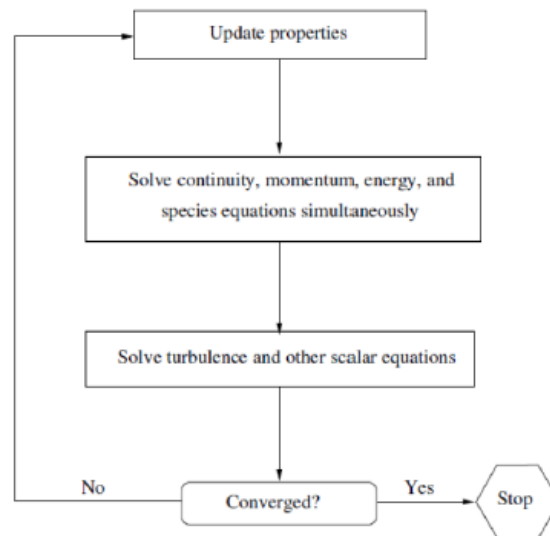 Update properties
Solve continuity, momentum, energy, and
species equations simultaneously
Solve turbulence and other scalar equations
No
Converged?
Yes
Stop